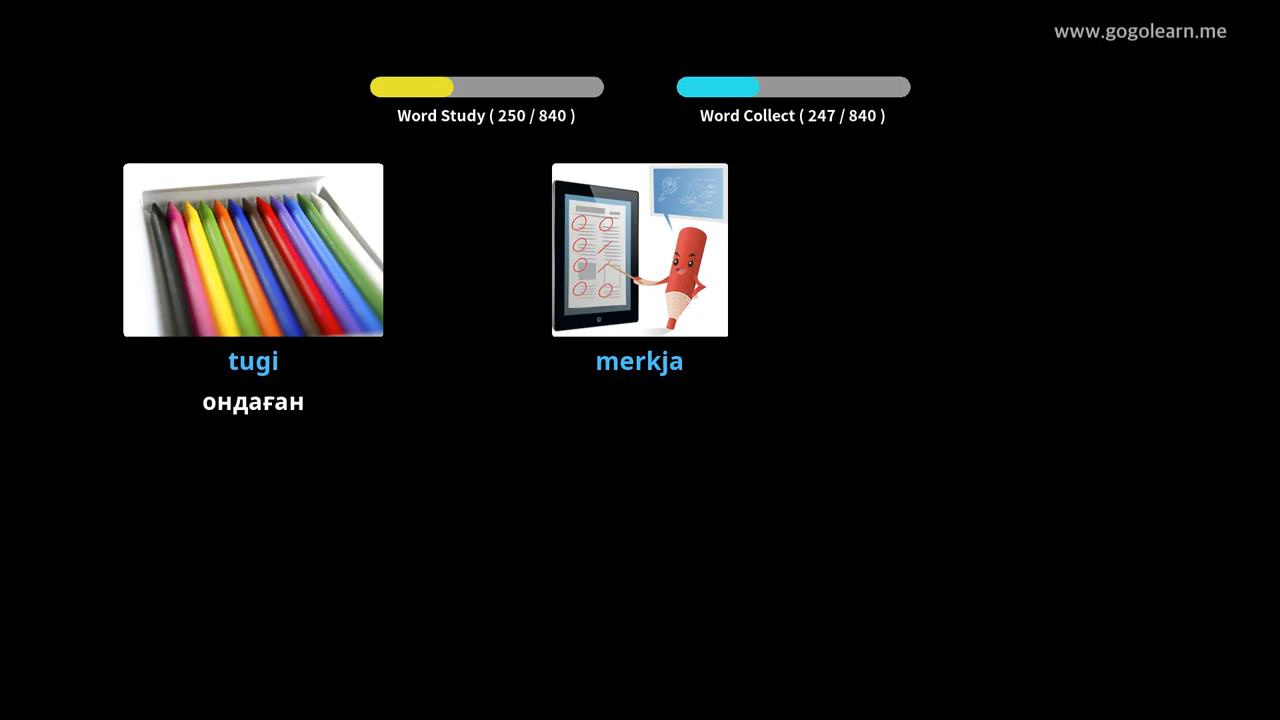 www.gogolearn.me
Word Study ( 250 / 840 )
Word Collect ( 247 / 840 )
tugi
merkja
ондаған